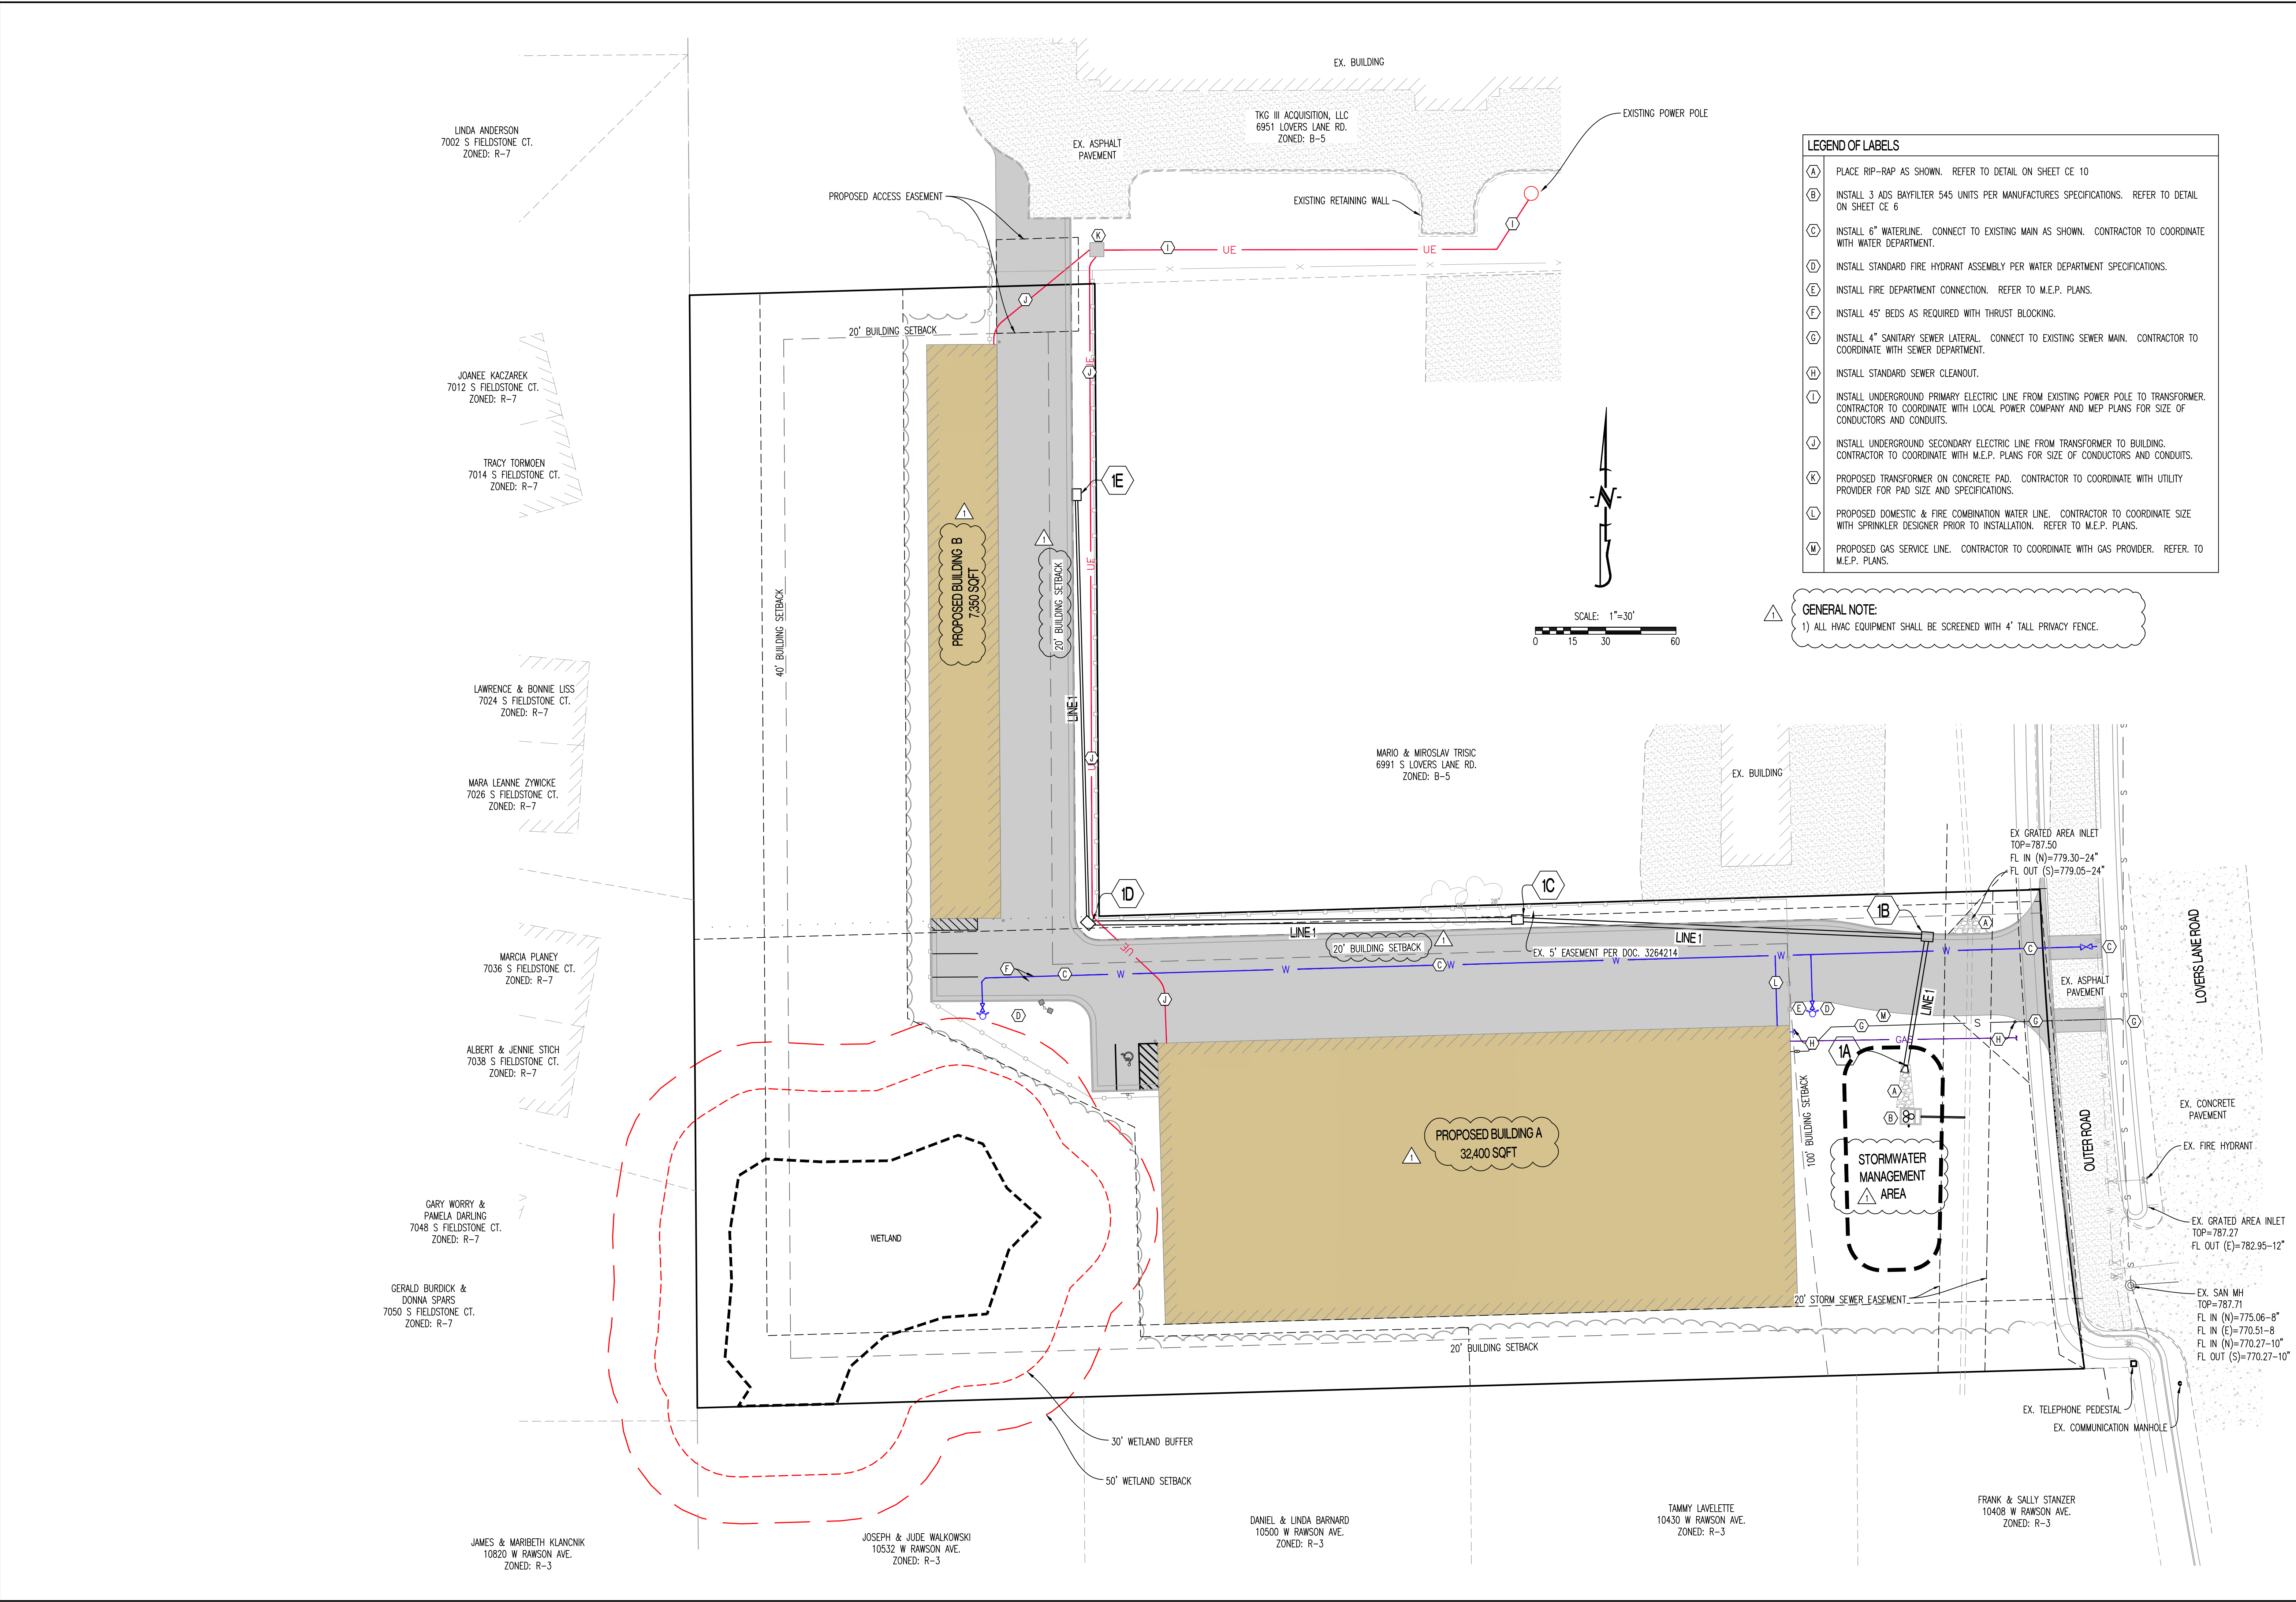 EX. BUILDING
LINDA ANDERSON
7002 S FIELDSTONE CT.
ZONED: R-7
EX. ASPHALT
PAVEMENT
TKG III ACQUISITION, LLC
6951 LOVERS LANE RD.
ZONED: B-5
EXISTING POWER POLE
PROPOSED ACCESS EASEMENT
EXISTING RETAINING WALL
K
I
I
UE
UE
J
LEGEND OF LABELS
A PLACE RIP-RAP AS SHOWN. REFER TO DETAIL ON SHEET CE 10
B INSTALL 3 ADS BAYFILTER 545 UNITS PER MANUFACTURES SPECIFICATIONS. REFER TO DETAIL
ON SHEET CE 6
C INSTALL 6" WATERLINE. CONNECT TO EXISTING MAIN AS SHOWN. CONTRACTOR TO COORDINATE
WITH WATER DEPARTMENT.
D INSTALL STANDARD FIRE HYDRANT ASSEMBLY PER WATER DEPARTMENT SPECIFICATIONS.
E INSTALL FIRE DEPARTMENT CONNECTION. REFER TO M.E.P. PLANS.
F INSTALL 45° BEDS AS REQUIRED WITH THRUST BLOCKING.
G INSTALL 4" SANITARY SEWER LATERAL. CONNECT TO EXISTING SEWER MAIN. CONTRACTOR TO
COORDINATE WITH SEWER DEPARTMENT.
H INSTALL STANDARD SEWER CLEANOUT.
I INSTALL UNDERGROUND PRIMARY ELECTRIC LINE FROM EXISTING POWER POLE TO TRANSFORMER.
CONTRACTOR TO COORDINATE WITH LOCAL POWER COMPANY AND MEP PLANS FOR SIZE OF
CONDUCTORS AND CONDUITS.
J INSTALL UNDERGROUND SECONDARY ELECTRIC LINE FROM TRANSFORMER TO BUILDING.
CONTRACTOR TO COORDINATE WITH M.E.P. PLANS FOR SIZE OF CONDUCTORS AND CONDUITS.
K PROPOSED TRANSFORMER ON CONCRETE PAD. CONTRACTOR TO COORDINATE WITH UTILITY
PROVIDER FOR PAD SIZE AND SPECIFICATIONS.
L PROPOSED DOMESTIC & FIRE COMBINATION WATER LINE. CONTRACTOR TO COORDINATE SIZE
WITH SPRINKLER DESIGNER PRIOR TO INSTALLATION. REFER TO M.E.P. PLANS.
M PROPOSED GAS SERVICE LINE. CONTRACTOR TO COORDINATE WITH GAS PROVIDER. REFER. TO
M.E.P. PLANS.
1
GENERAL NOTE:
1) ALL HVAC EQUIPMENT SHALL BE SCREENED WITH 4' TALL PRIVACY FENCE.
N
SCALE: 1"=30'
0 15 30 60
20' BUILDING SETBACK
UE
J
JOANEE KACZAREK
7012 S FIELDSTONE CT.
ZONED: R-7
TRACY TORMOEN
7014 S FIELDSTONE CT.
ZONED: R-7
1E
1
PROPOSED BUILDING B
7,350 SQFT
1
20' BUILDING SETBACK
UE
40' BUILDING SETBACK
LINE 1
J
LAWRENCE & BONNIE LISS
7024 S FIELDSTONE CT.
ZONED: R-7
MARA LEANNE ZYWICKE
7026 S FIELDSTONE CT.
ZONED: R-7
MARIO & MIROSLAV TRISIC
6991 S LOVERS LANE RD.
ZONED: B-5
EX. BUILDING
EX GRATED AREA INLET
TOP=787.50
FL IN (N)=779.30-24"
FL OUT (S)=779.05-24"
1D
1C
1B
A
LINE 1
20' BUILDING SETBACK
1
LINE 1
EX. 5' EASEMENT PER DOC. 3264214
UE
MARCIA PLANEY
7036 S FIELDSTONE CT.
ZONED: R-7
F
C
W
W
C
W
W
W
W
C
C
J
L
D
E
D
M
G
S
G
G
H
GAS
H
LINE 1
1A
EX. ASPHALT
PAVEMENT
LOVERS LANE ROAD
ALBERT & JENNIE STICH
7038 S FIELDSTONE CT.
ZONED: R-7
A
B
100' BUILDING SETBACK
PROPOSED BUILDING A
32,400 SQFT
1
STORMWATER
MANAGEMENT
AREA
1
OUTER ROAD
EX. CONCRETE
PAVEMENT
EX. FIRE HYDRANT
EX. GRATED AREA INLET
TOP=787.27
FL OUT (E)=782.95-12"
GARY WORRY &
PAMELA DARLING
7048 S FIELDSTONE CT.
ZONED: R-7
WETLAND
GERALD BURDICK &
DONNA SPARS
7050 S FIELDSTONE CT.
ZONED: R-7
20' STORM SEWER EASEMENT
EX. SAN MH
TOP=787.71
FL IN (N)=775.06-8"
FL IN (E)=770.51-8
FL IN (N)=770.27-10"
FL OUT (S)=770.27-10"
20' BUILDING SETBACK
EX. TELEPHONE PEDESTAL
EX. COMMUNICATION MANHOLE
30' WETLAND BUFFER
50' WETLAND SETBACK
JAMES & MARIBETH KLANCNIK
10820 W RAWSON AVE.
ZONED: R-3
JOSEPH & JUDE WALKOWSKI
10532 W RAWSON AVE.
ZONED: R-3
DANIEL & LINDA BARNARD
10500 W RAWSON AVE.
ZONED: R-3
TAMMY LAVELETTE
10430 W RAWSON AVE.
ZONED: R-3
FRANK & SALLY STANZER
10408 W RAWSON AVE.
ZONED: R-3